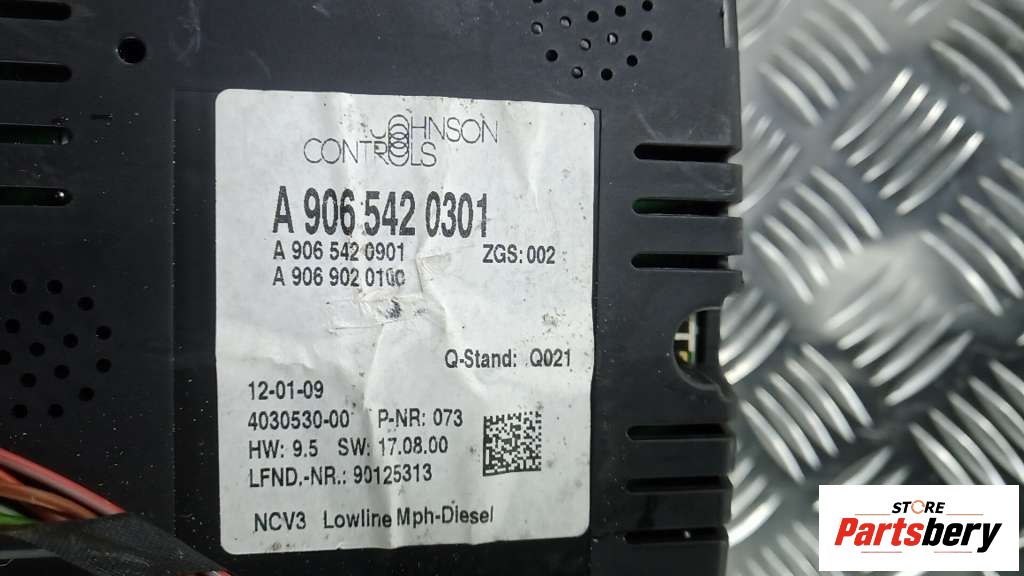 JOHNSON
CONTROLS
A 906 542 0301
A 906 542 0901 ZGS: 002
A 906 902 0100
Q-Stand: Q021
12-01-09
4030530-00 P-NR: 073
HW: 9.5 SW: 17.08.00
LFND.-NR.: 90125313
NCV3 Lowline Mph-Diesel
STORE
Partsbery